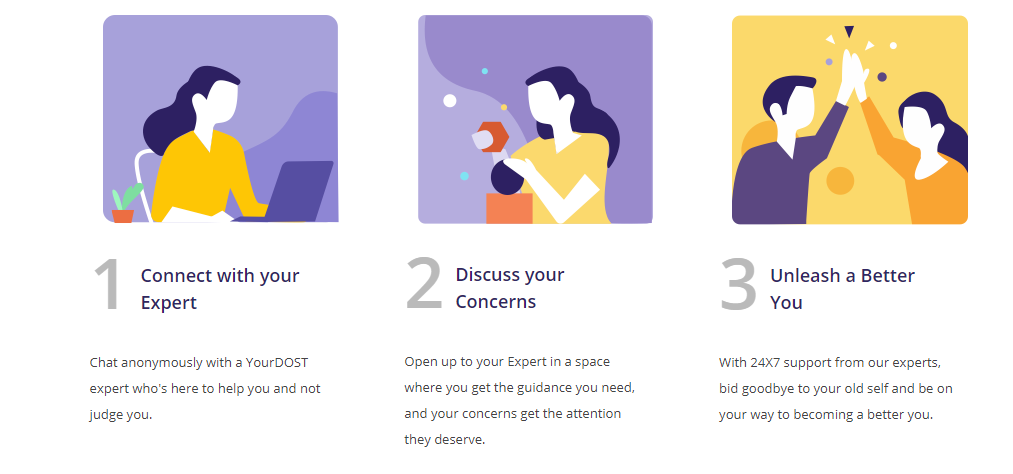 1
Connect with your
Expert
Chat anonymously with a YourDOST
expert who's here to help you and not
judge you.
2
Discuss your
Concerns
Open up to your Expert in a space
where you get the guidance you need,
and your concerns get the attention
they deserve.
3
Unleash a Better
You
With 24X7 support from our experts,
bid goodbye to your old self and be on
your way to becoming a better you.